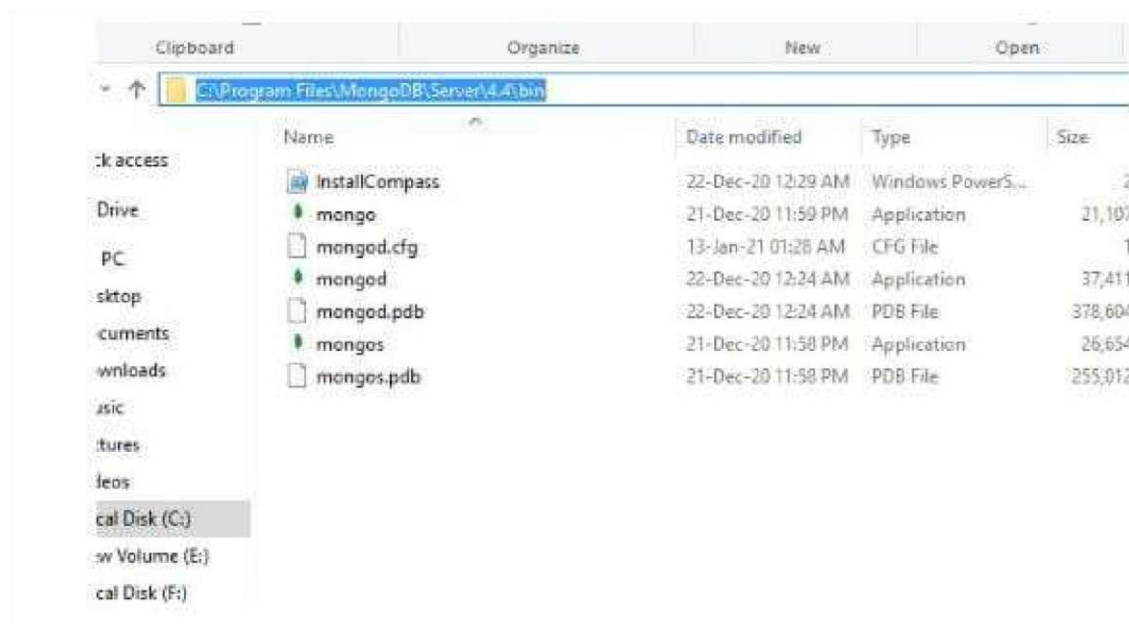 Clipboard Organize New Open
C:\Program Files\MongoDB\Server\4.4\bin
Name Date modified Type Size
ck access
Drive
PC
sktop
cuments
wnloads
usic
tures
deos
cal Disk (C:)
ew Volume (E:)
cal Disk (F:)
InstallCompass 22-Dec-20 12:29 AM Windows PowerS... 2
mongo 21-Dec-20 11:59 PM Application 21,107
mongod.cfg 13-Jan-21 01:28 AM CFG File 1
mongod 22-Dec-20 12:24 AM Application 37,411
mongod.pdb 22-Dec-20 12:24 AM PDB File 378,604
mongos 21-Dec-20 11:58 PM Application 26,654
mongos.pdb 21-Dec-20 11:58 PM PDB File 255,012